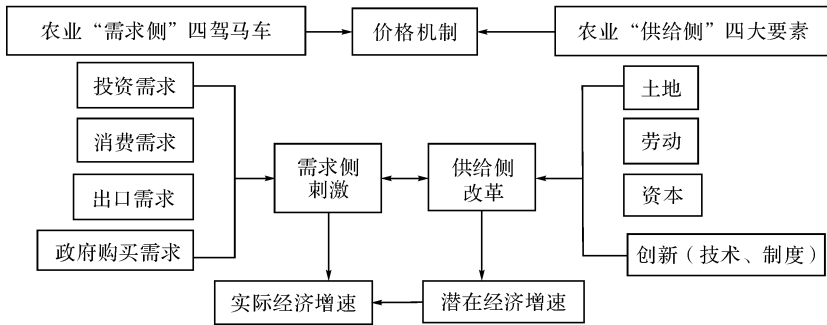 农业“需求侧”四驾马车
价格机制
农业“供给侧”四大要素
投资需求
消费需求
出口需求
政府购买需求
需求侧
刺激
供给侧
改革
土地
劳动
资本
创新(技术、制度)
实际经济增速
潜在经济增速